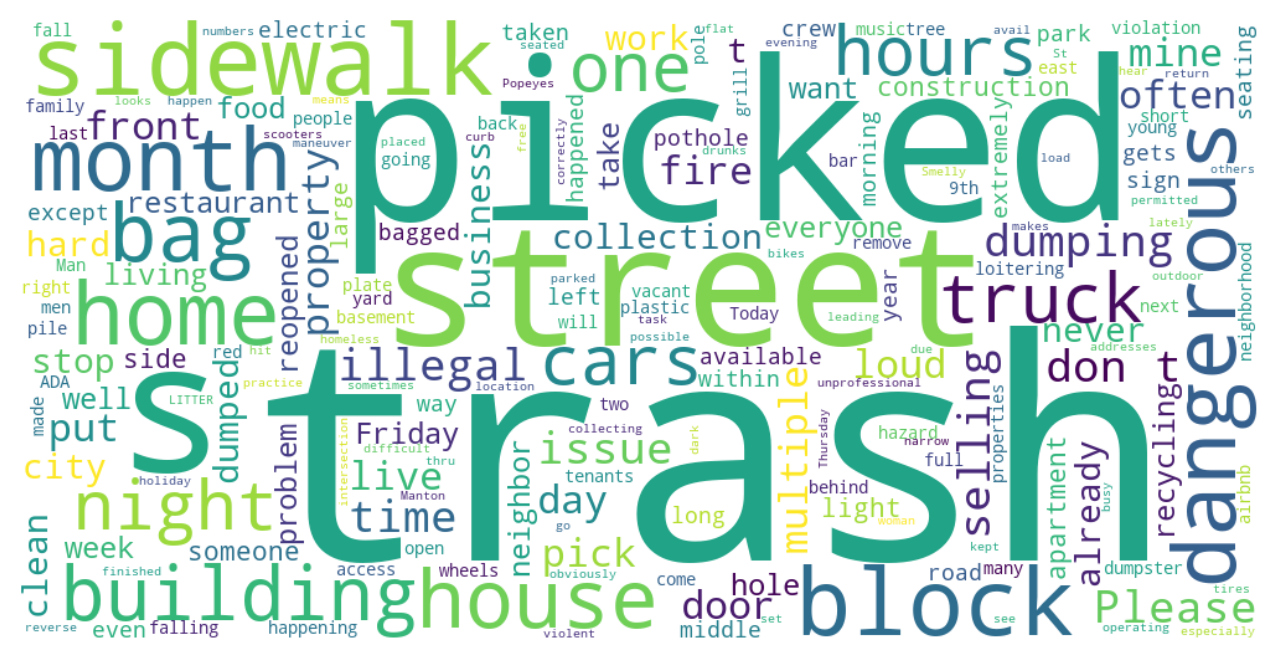 fall
numbers
electric
sidewalk
taken
work
pole
flat
seated
Popeyes
one
t
crew
music
tree
evening
avail
hours
St
park
violation
mine
east
hear
return
seating
family
looks
happen
food
means
people
scooters
maneuver
last
front
month
picked
placed
going
back
curb
free
correctly
happened
take
grill
pothole
drunks
fire
want
construction
bar
morning
Smelly
9th
load
extremely
often
short
young
gets
sign
others
permitted
except
restaurant
property
large
bag
hard
Man
living
home
right
men
pile
reopened
bagged
business
plate
yard
basement
homeless
street
collection
parked
left
vacant
will
plastic
task
possible
Today
everyone
bikes
remove
year
leading
makes
lately
dumping
loitering
outdoor
truck
next
never
addresses
neighborhood
dangerous
stop
side
red
hit
illegal
cars
available
within
unprofessional
loud
due
selling
don t
ADA
well
LITTER
practice
sometimes
location
made
put
dumped
s
trash
way
two
Friday
difficult
thru
issue
collecting
tenants
dark
multiple
Thursday
hazard
narrow
full
properties
city
holiday
night
problem
intersection
live
Manton
time
neighbor
day
go
long
behind
light
woman
apartment
already
busy
recycling
airbnb
clean
week
someone
open
pick
obviously
kept
dumpster
tires
finished
building
access
wheels
house
come
hole
door
block
road
many
Please
reverse
even
falling
happening
violent
middle
set
see
operating
especially